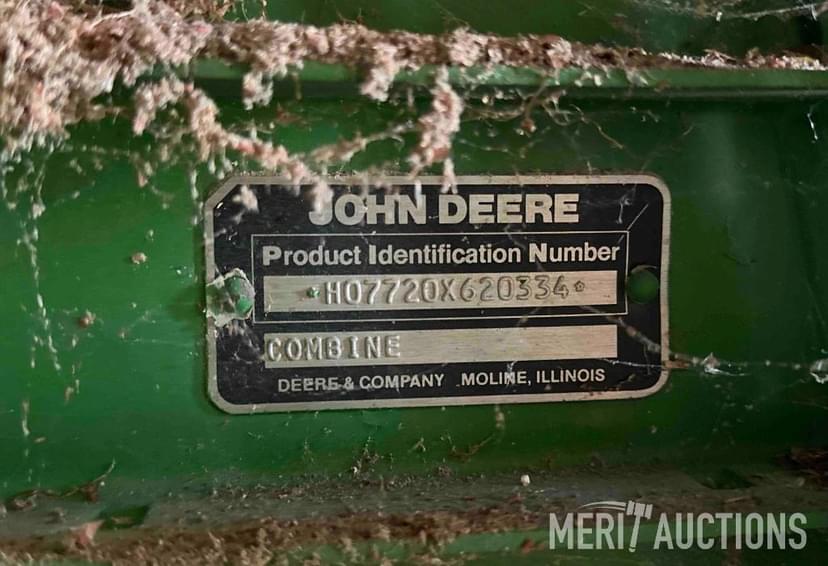 JOHN DEERE
Product Identification Number
*H07720X620334*
COMBINE
DEERE & COMPANY MOLINE, ILLINOIS
MERIT AUCTIONS